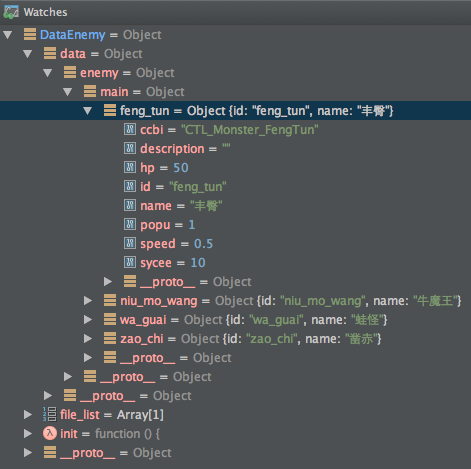 Watches
DataEnemy = Object
data = Object
enemy = Object
main = Object
feng_tun = Object {id: "feng_tun", name: "丰臀"}
ccbi = "CTL_Monster_FengTun"
description = ""
hp = 50
id = "feng_tun"
name = "丰臀"
popu = 1
speed = 0.5
sycee = 10
__proto__ = Object
niu_mo_wang = Object {id: "niu_mo_wang", name: "牛魔王"}
wa_guai = Object {id: "wa_guai", name: "蛙怪"}
zao_chi = Object {id: "zao_chi", name: "凿赤"}
__proto__ = Object
__proto__ = Object
__proto__ = Object
file_list = Array[1]
λ init = function () {
__proto__ = Object